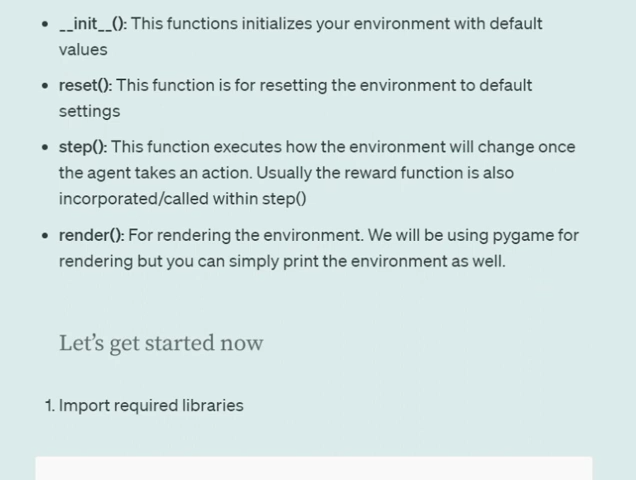 • __init__(): This functions initializes your environment with default
values
• reset(): This function is for resetting the environment to default
settings
• step(): This function executes how the environment will change once
the agent takes an action. Usually the reward function is also
incorporated/called within step()
• render(): For rendering the environment. We will be using pygame for
rendering but you can simply print the environment as well.
Let’s get started now
1. Import required libraries